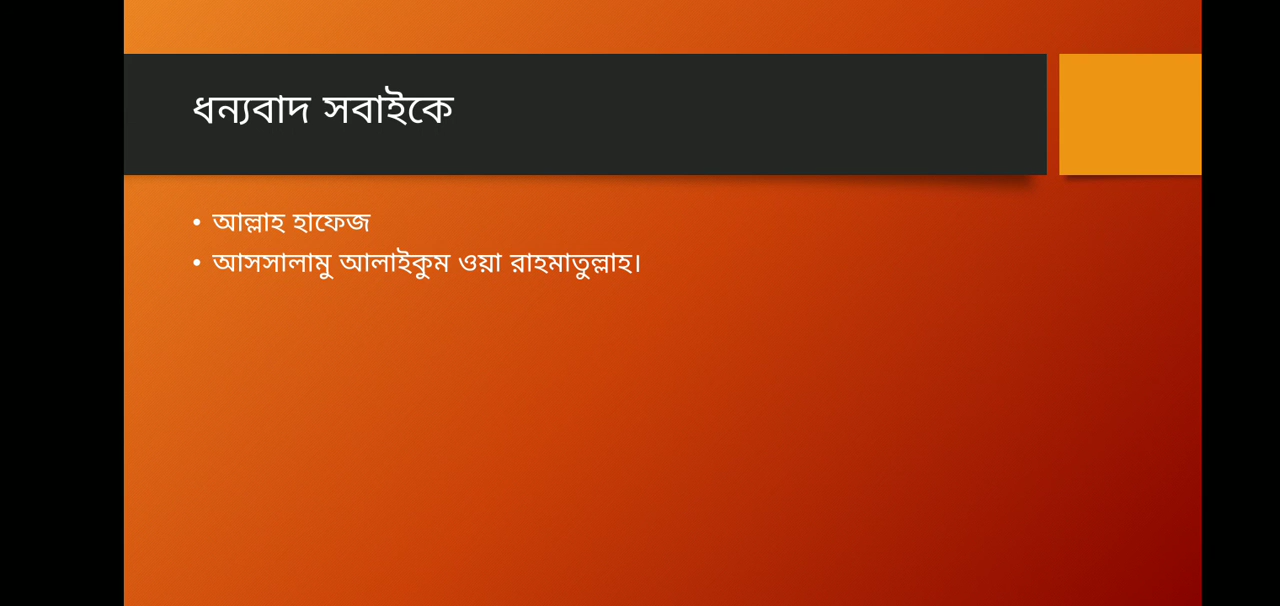 ধন্যবাদ সবাইকে
• আল্লাহ হাফেজ
• আসসালামু আলাইকুম ওয়া রাহমাতুল্লাহ।